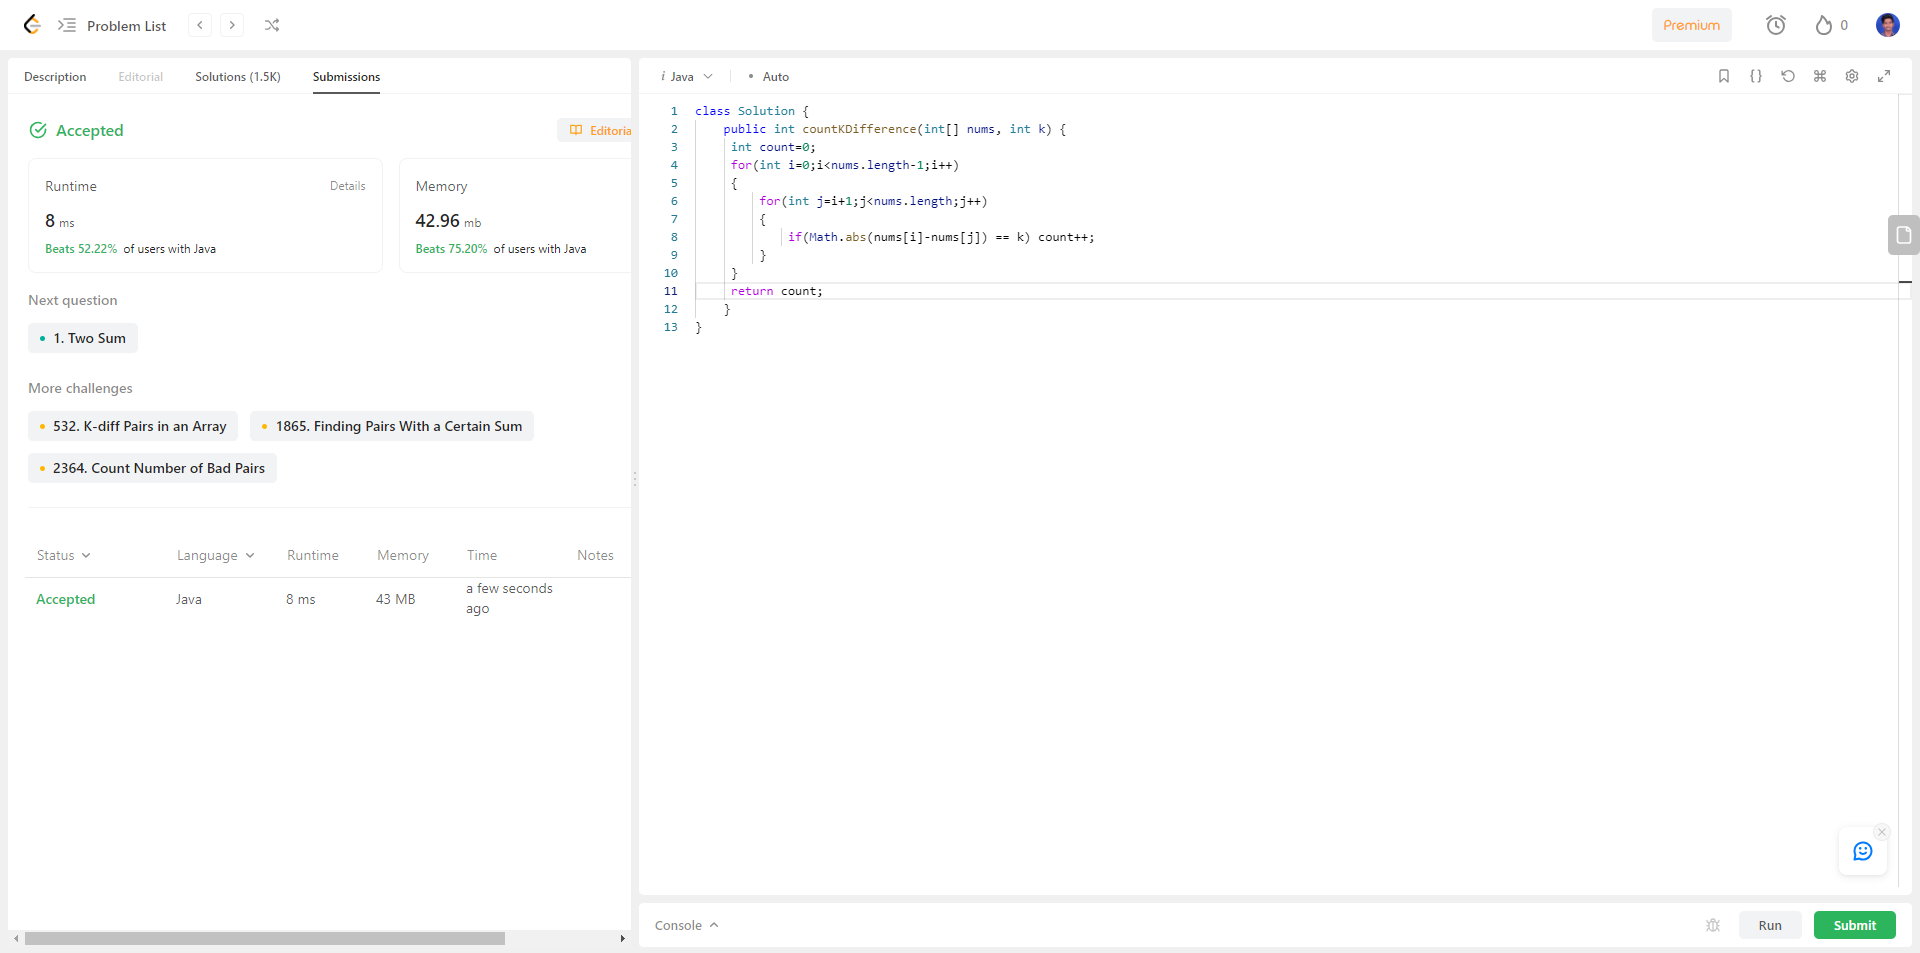 Problem List
Premium
0
Description Editorial Solutions (1.5K) Submissions
Accepted
Editoria
Runtime Details
8 ms
Beats 52.22% of users with Java
Memory
42.96 mb
Beats 75.20% of users with Java
Next question
1. Two Sum
More challenges
532. K-diff Pairs in an Array
1865. Finding Pairs With a Certain Sum
2364. Count Number of Bad Pairs
Status Language Runtime Memory Time Notes
Accepted Java 8 ms 43 MB a few seconds
ago
i Java • Auto
1 class Solution {
2 public int countKDifference(int[] nums, int k) {
3 int count=0;
4 for(int i=0;i<nums.length-1;i++)
5 {
6 for(int j=i+1;j<nums.length;j++)
7 {
8 if(Math.abs(nums[i]-nums[j]) == k) count++;
9 }
10 }
11 return count;
12 }
13 }
Console
Run
Submit